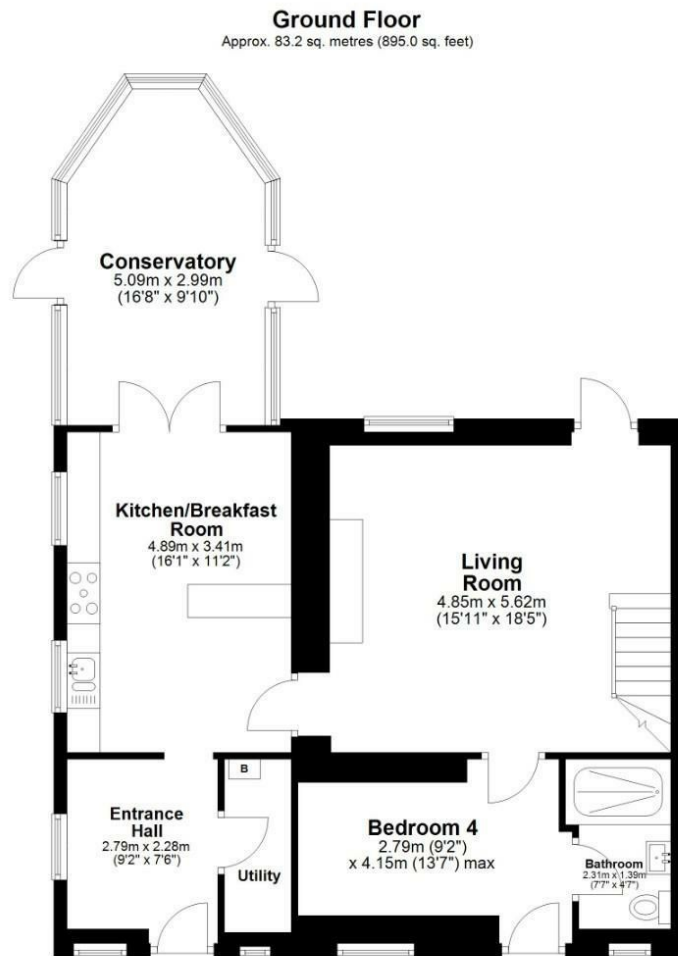 Ground Floor
Approx. 83.2 sq. metres (895.0 sq. feet)
Conservatory
5.09m x 2.99m
(16'8" x 9'10")
Kitchen/Breakfast
Room
4.89m x 3.41m
(16'1" x 11'2")
Living
Room
4.85m x 5.62m
(15'11" x 18'5")
B
Entrance
Hall
2.79m x 2.28m
(9'2" x 7'6")
Utility
Bedroom 4
2.79m (9'2")
x 4.15m (13'7") max
Bathroom
2.31m x 1.39m
(7'7" x 4'7")